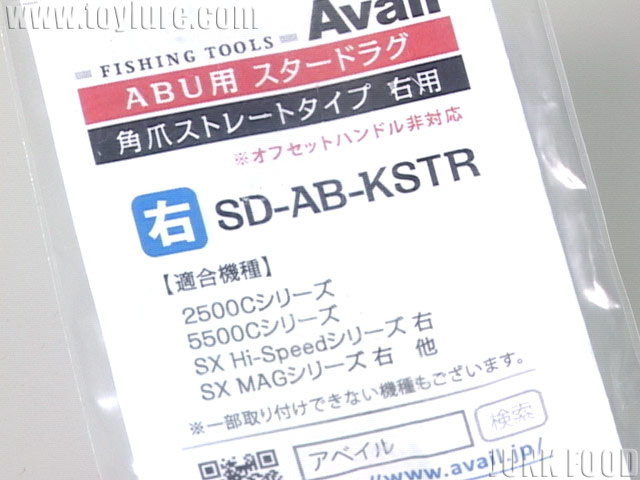 www.toylure.com
Avail
FISHING TOOLS
ABU用 スタードラグ
角爪ストレートタイプ 右用
※オフセットハンドル非対応
右 SD-AB-KSTR
【適合機種】
2500Cシリーズ
5500Cシリーズ
SX Hi-Speedシリーズ 右
SX MAGシリーズ 右 他
※一部取り付けできない機種もございます。
アベイル 検索
www.avail.jp/
JUNK FOOD